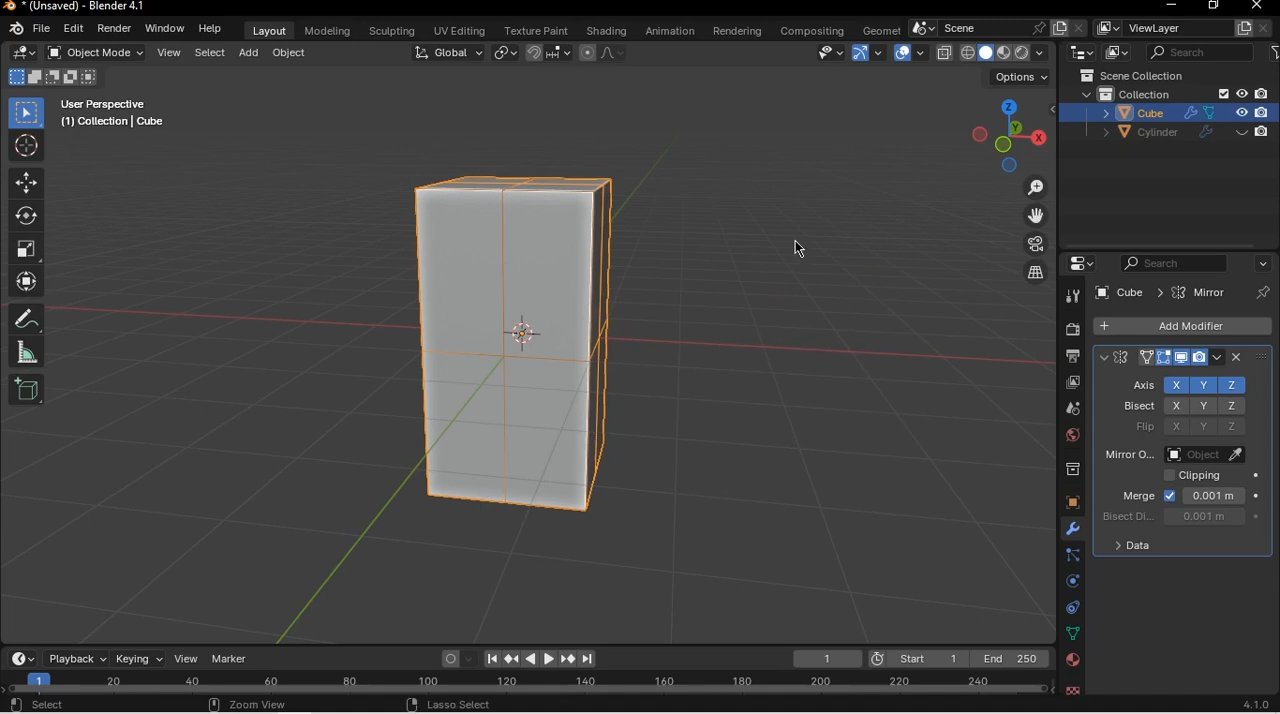 * (Unsaved) - Blender 4.1
File Edit Render Window Help Layout Modeling Sculpting UV Editing Texture Paint Shading Animation Rendering Compositing Geomet Scene ViewLayer
Object Mode View Select Add Object Global Search
Options
User Perspective
(1) Collection | Cube
Z
Y
X
Scene Collection
Collection
Cube
Cylinder
Search
Cube > Mirror
+ Add Modifier
Axis X Y Z
Bisect X Y Z
Flip X Y Z
Mirror O... Object
Clipping
Merge 0.001 m
Bisect Di... 0.001 m
> Data
Playback Keying View Marker 1 Start 1 End 250
1 20 40 60 80 100 120 140 160 180 200 220 240
Select Zoom View Lasso Select 4.1.0